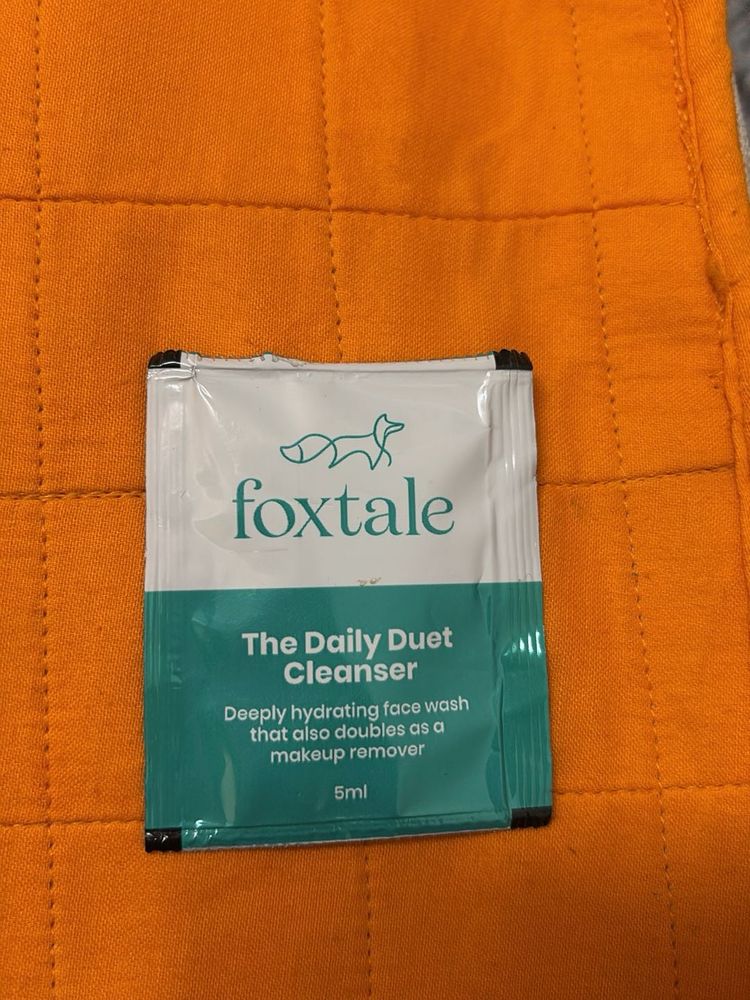 foxtale
The Daily Duet
Cleanser
Deeply hydrating face wash
that also doubles as a
makeup remover
5ml